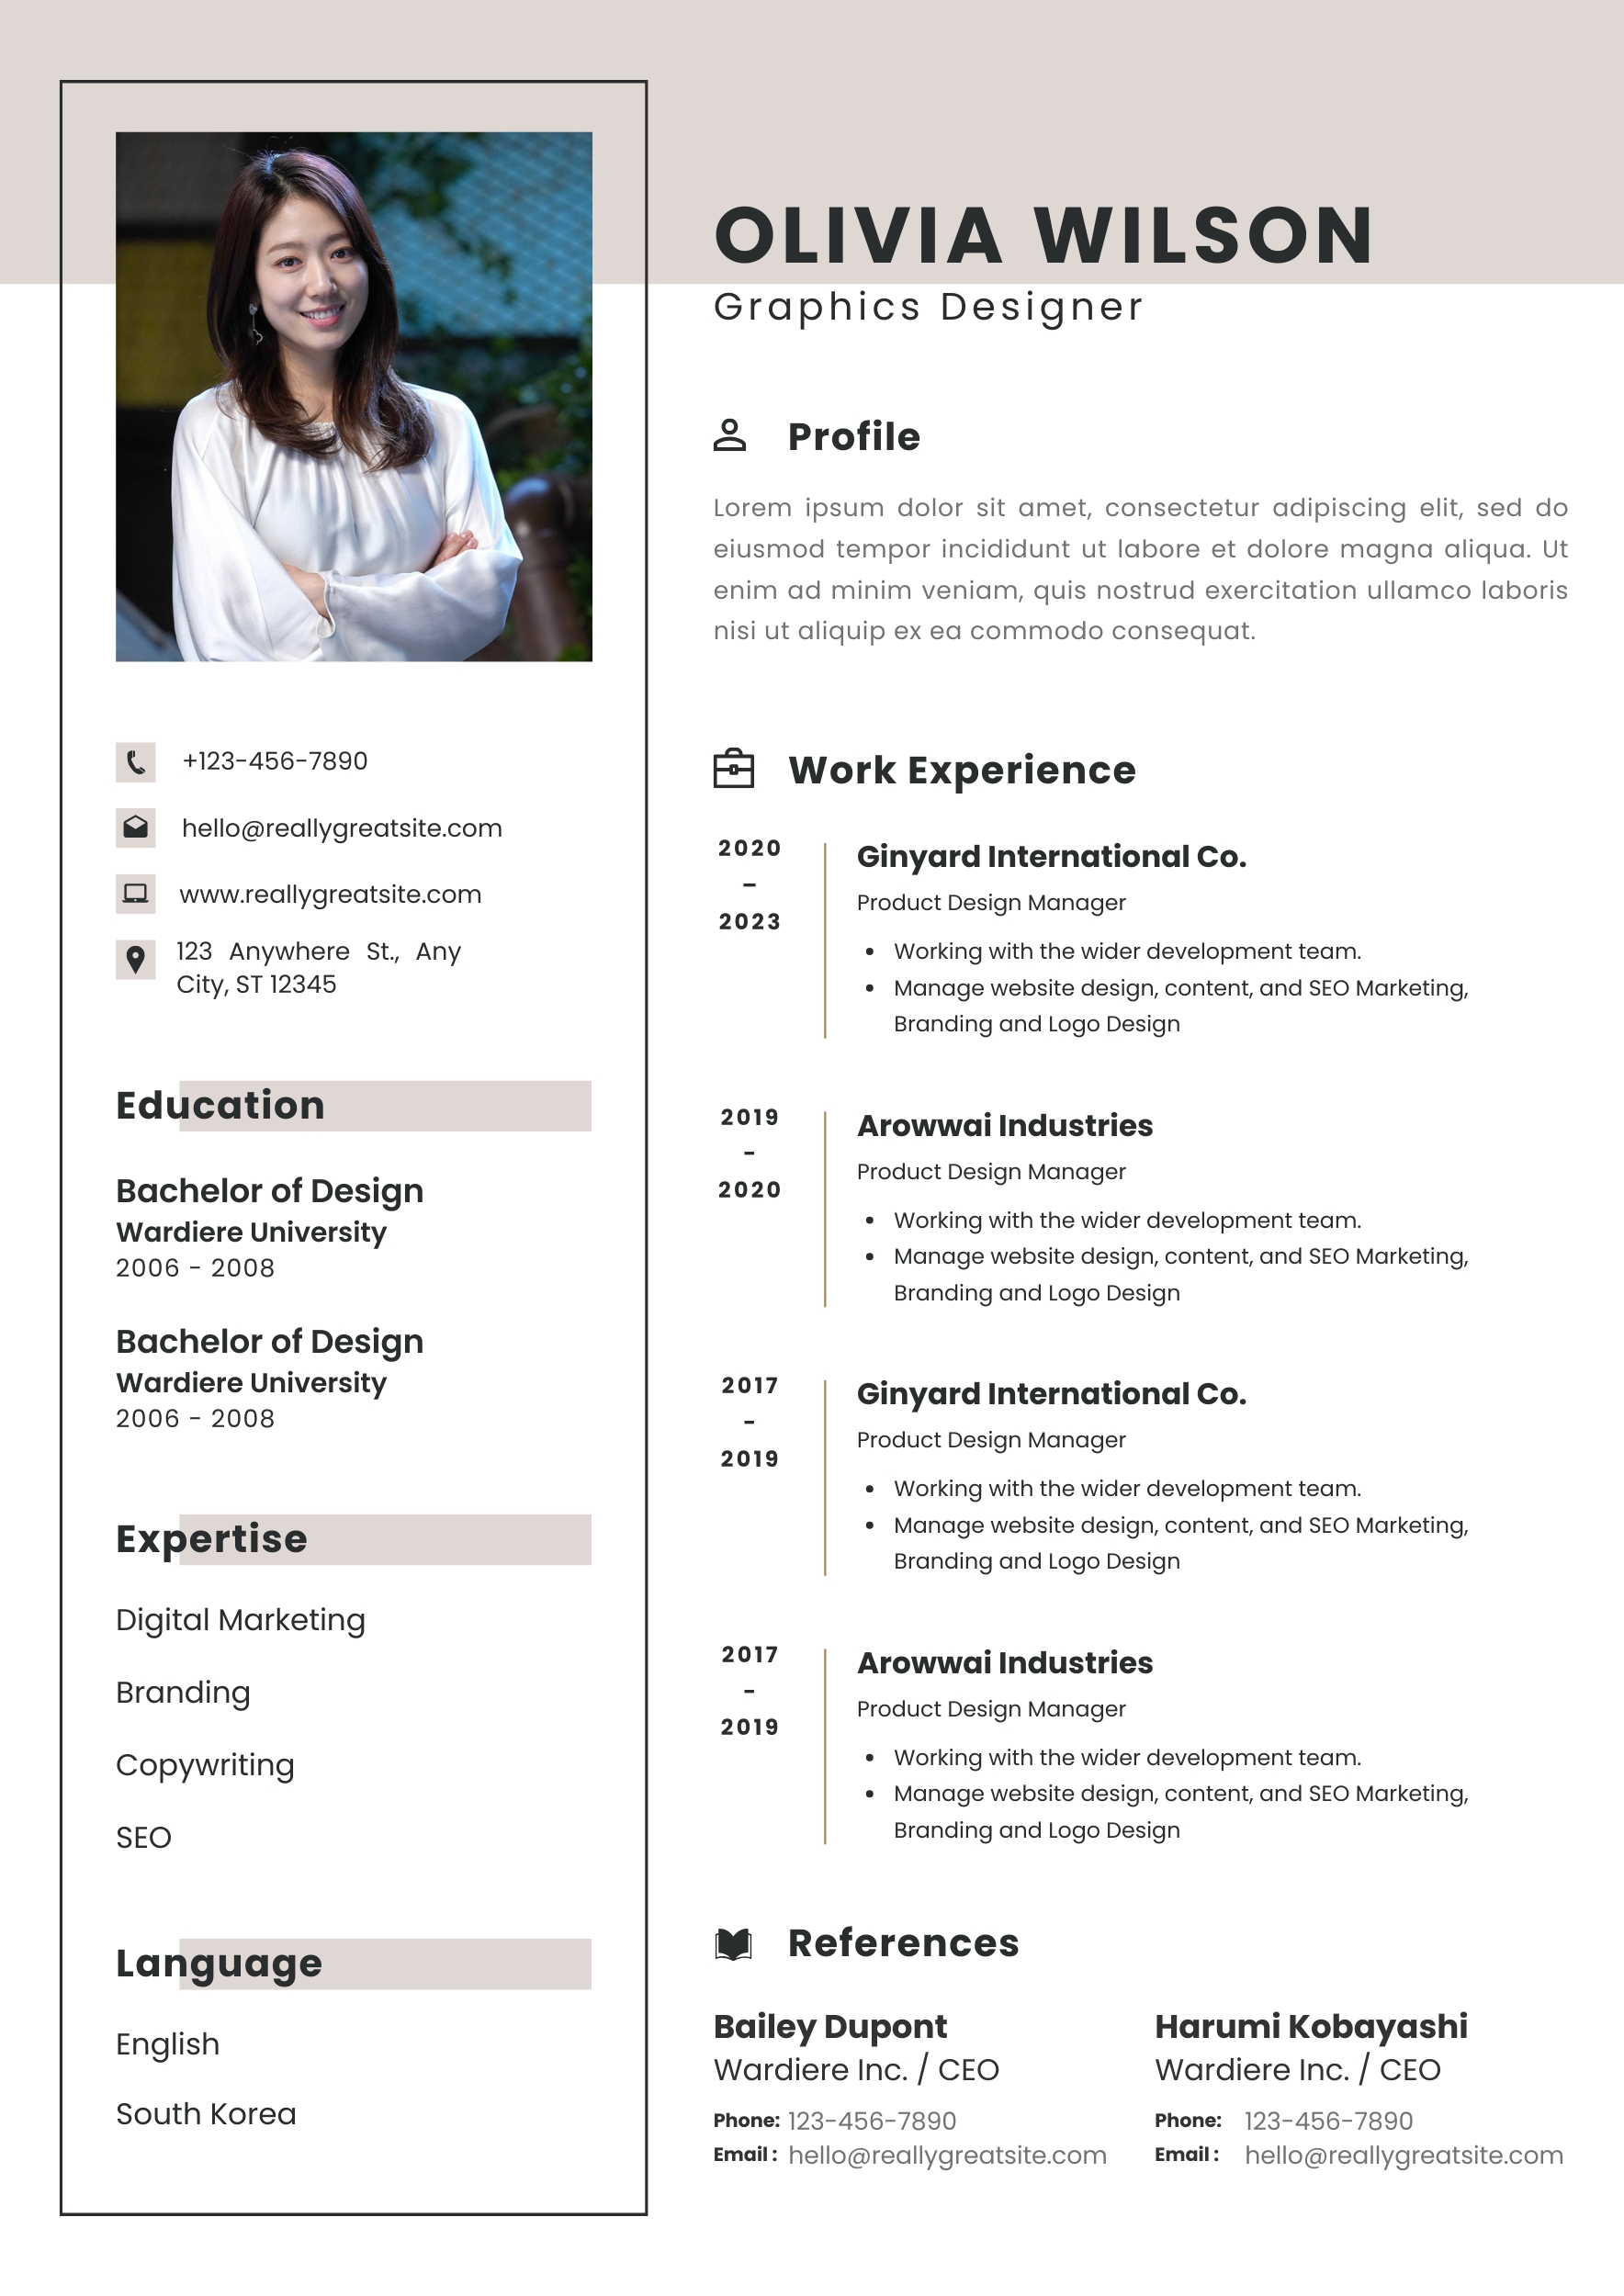 OLIVIA WILSON
Graphics Designer
+123-456-7890
hello@reallygreatsite.com
www.reallygreatsite.com
123 Anywhere St., Any
City, ST 12345
Education
Bachelor of Design
Wardiere University
2006 - 2008
Bachelor of Design
Wardiere University
2006 - 2008
Expertise
Digital Marketing
Branding
Copywriting
SEO
Language
English
South Korea
Profile
Lorem ipsum dolor sit amet, consectetur adipiscing elit, sed do
eiusmod tempor incididunt ut labore et dolore magna aliqua. Ut
enim ad minim veniam, quis nostrud exercitation ullamco laboris
nisi ut aliquip ex ea commodo consequat.
Work Experience
2020
-
2023
Ginyard International Co.
Product Design Manager
• Working with the wider development team.
• Manage website design, content, and SEO Marketing,
Branding and Logo Design
2019
-
2020
Arowwai Industries
Product Design Manager
• Working with the wider development team.
• Manage website design, content, and SEO Marketing,
Branding and Logo Design
2017
-
2019
Ginyard International Co.
Product Design Manager
• Working with the wider development team.
• Manage website design, content, and SEO Marketing,
Branding and Logo Design
2017
-
2019
Arowwai Industries
Product Design Manager
• Working with the wider development team.
• Manage website design, content, and SEO Marketing,
Branding and Logo Design
References
Bailey Dupont
Wardiere Inc. / CEO
Phone: 123-456-7890
Email : hello@reallygreatsite.com
Harumi Kobayashi
Wardiere Inc. / CEO
Phone: 123-456-7890
Email : hello@reallygreatsite.com